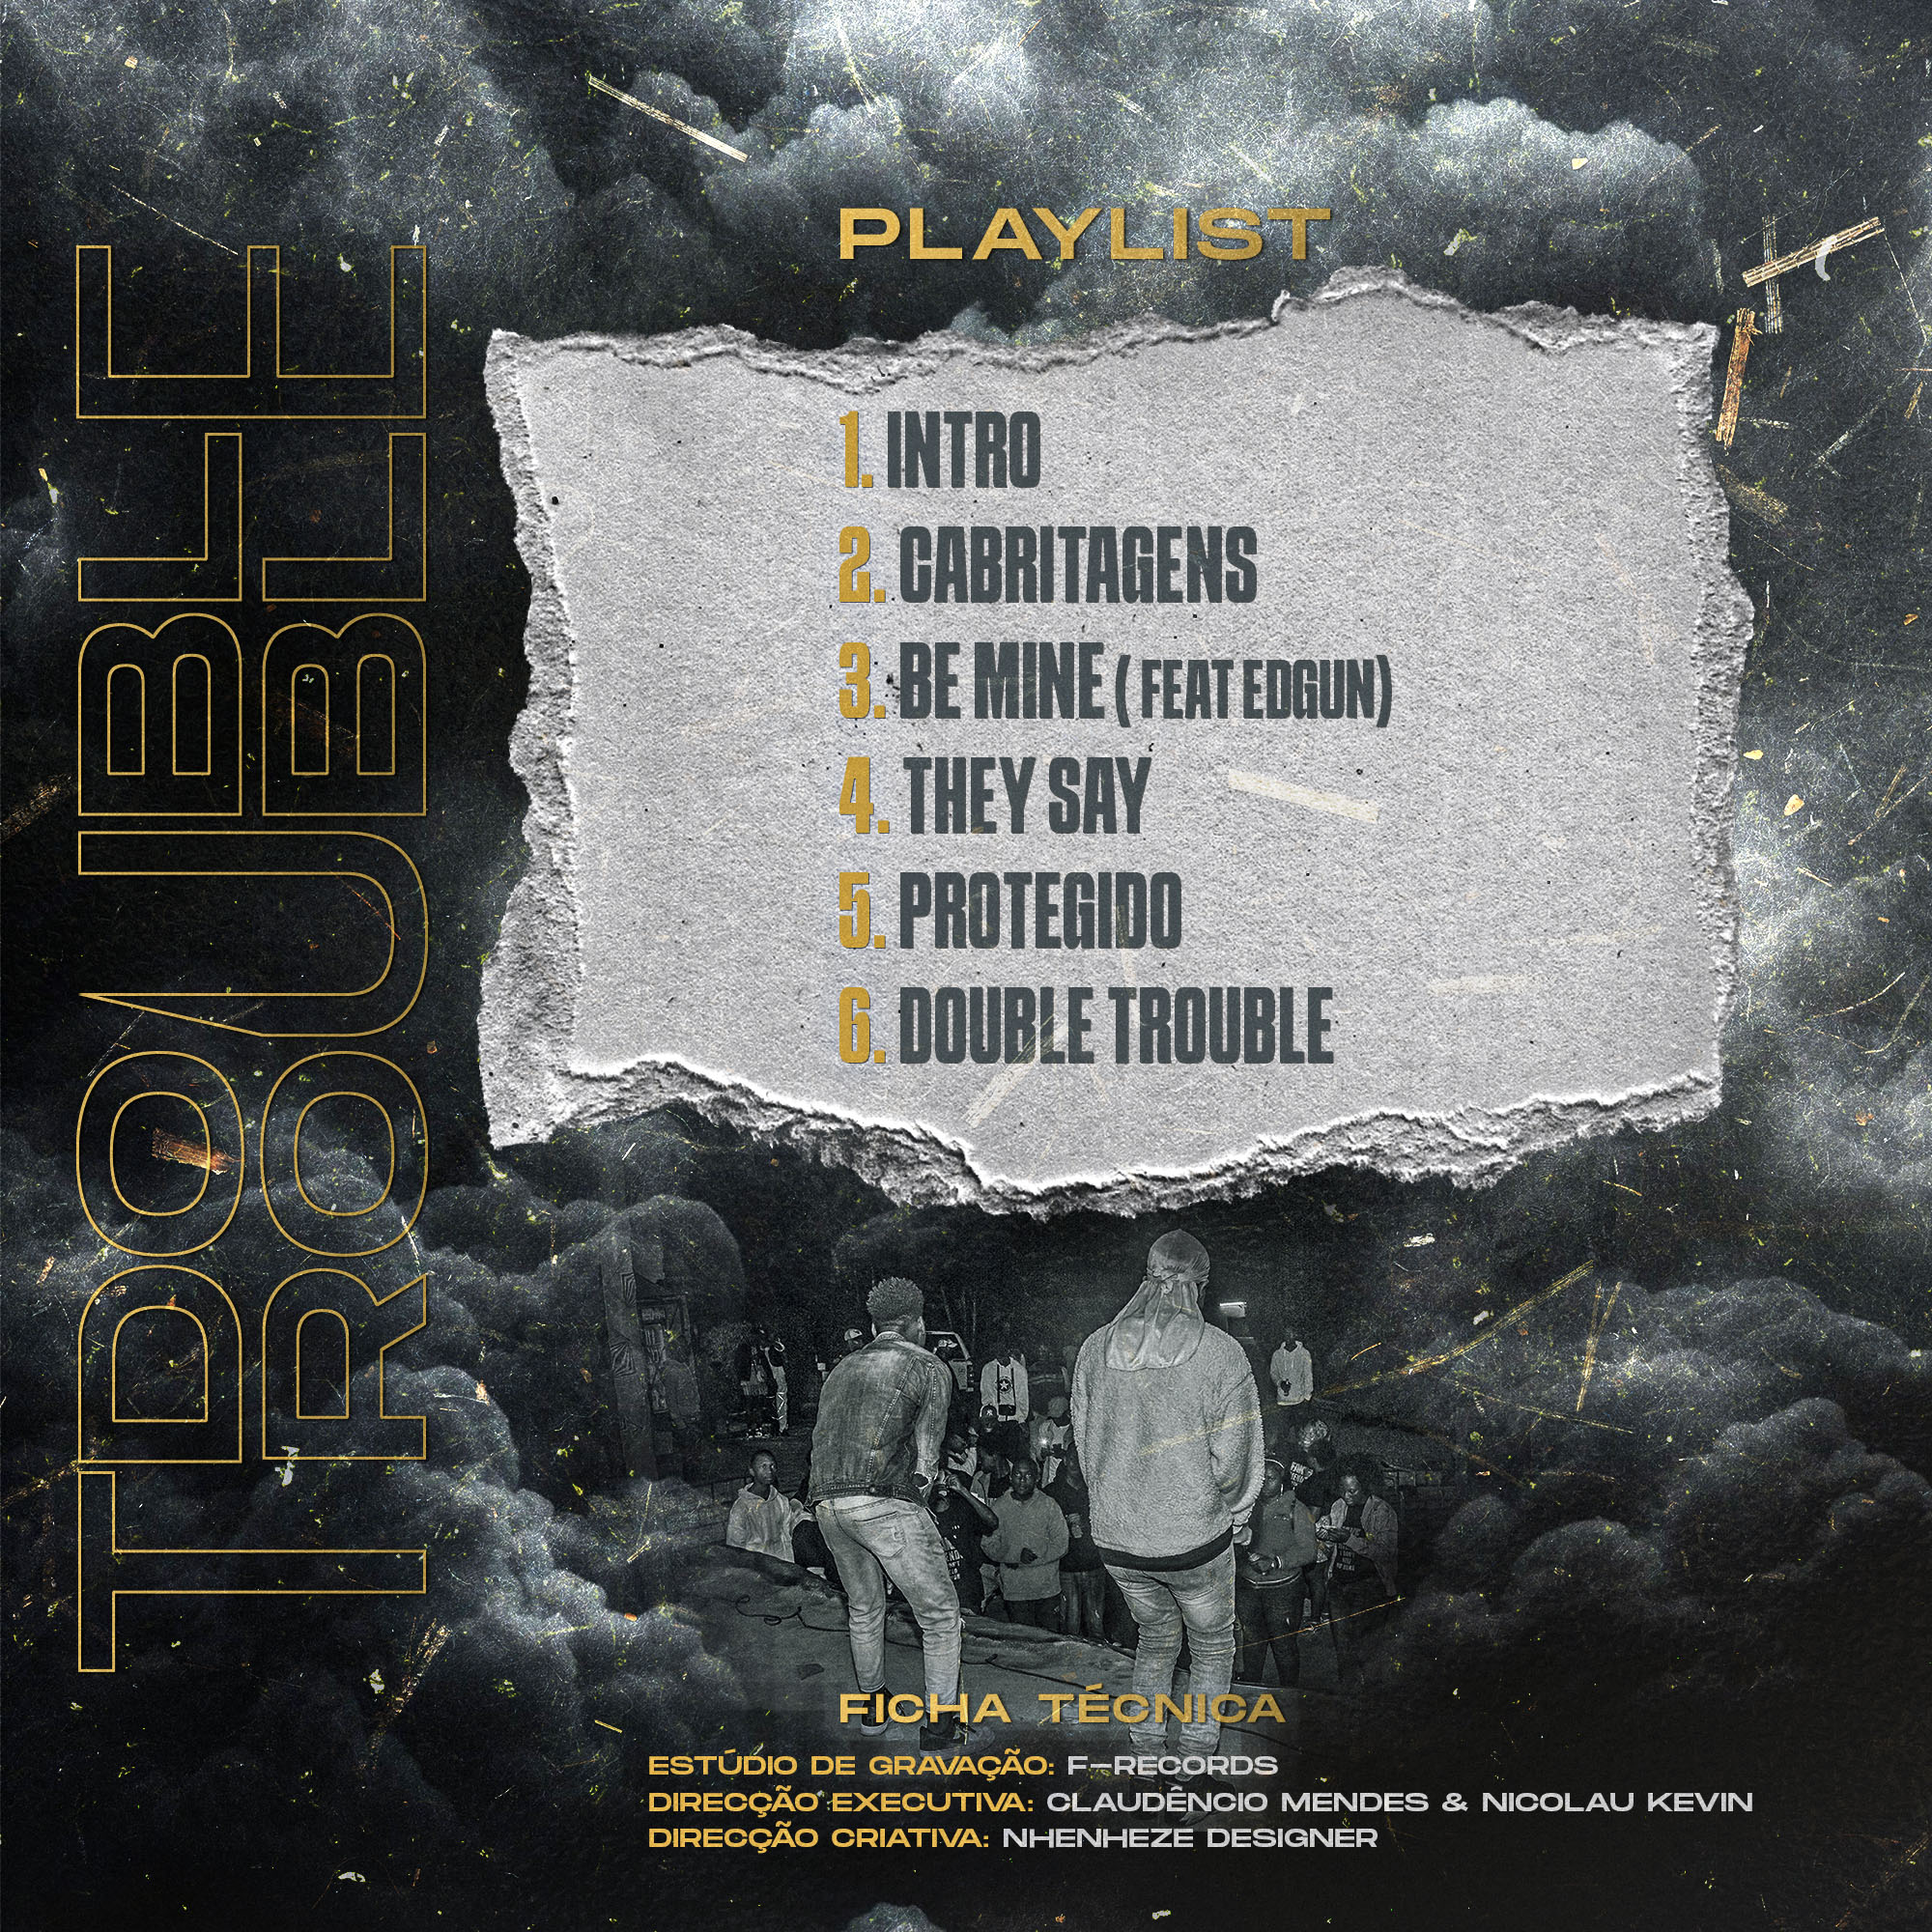 DOUBLE
TROUBLE
PLAYLIST
1. INTRO
2. CABRITAGENS
3. BE MINE ( FEAT EDGUN)
4. THEY SAY
5. PROTEGIDO
6. DOUBLE TROUBLE
FICHA TÉCNICA
ESTÚDIO DE GRAVAÇÃO: F-RECORDS
DIRECÇÃO EXECUTIVA: CLAUDÊNCIO MENDES & NICOLAU KEVIN
DIRECÇÃO CRIATIVA: NHENHEZE DESIGNER